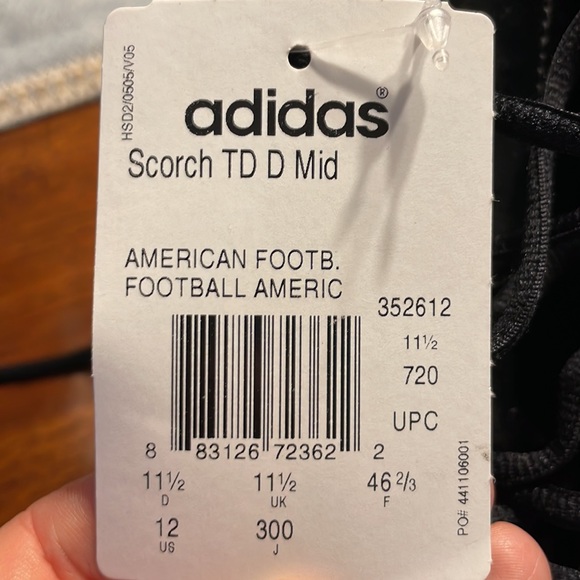 HSD2/0505/V05
adidas®
Scorch TD D Mid
AMERICAN FOOTB.
FOOTBALL AMERIC
352612
11½
720
UPC
8 83126 72362 2
11½ 11½ 46 2/3
D UK F
12 300
US J
PO# 441106001